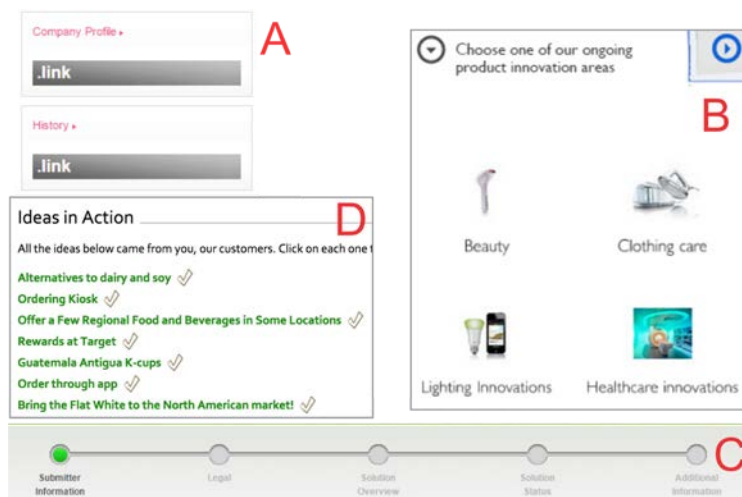 Company Profile
.link
A
History
.link
Choose one of our ongoing
product innovation areas
B
Beauty
Clothing care
Lighting Innovations
Healthcare innovations
Ideas in Action
D
All the ideas below came from you, our customers. Click on each one t
Alternatives to dairy and soy
Ordering Kiosk
Offer a Few Regional Food and Beverages in Some Locations
Rewards at Target
Guatemala Antigua K-cups
Order through app
Bring the Flat White to the North American market!
C
Submitter
Information
Legal
Solution
Overview
Solution
Status
Additional
Information